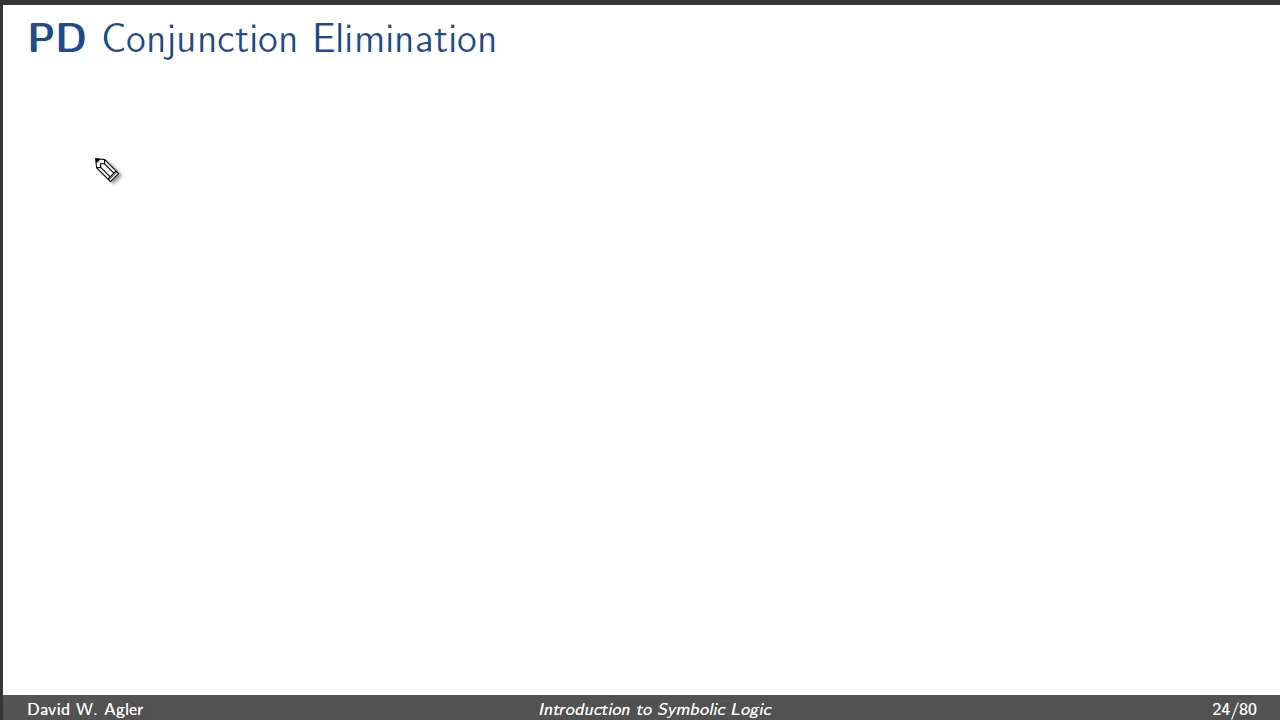 PD Conjunction Elimination
David W. Agler Introduction to Symbolic Logic 24/80